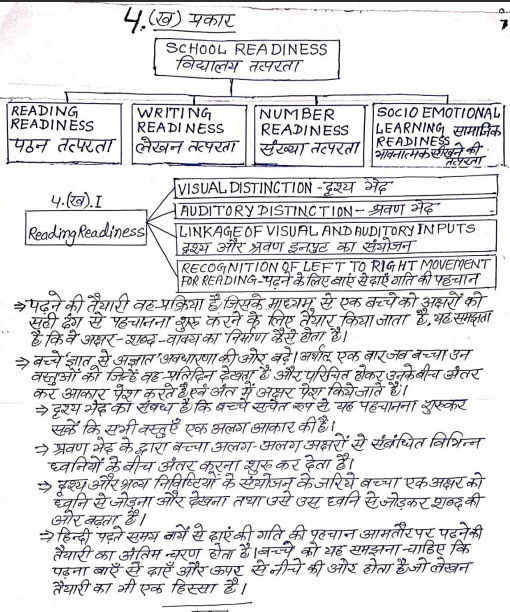 4.(ख) प्रकार
7
SCHOOL READINESS
विद्यालय तत्परता
READING
READINESS
पठन तत्परता
WRITING
READINESS
लेखन तत्परता
NUMBER
READINESS
संख्या तत्परता
SOCIO EMOTIONAL
LEARNING सामाजिक
READINESS
भावनात्मक सीखने की
तत्परता
4.(ख).I
Reading Readiness
VISUAL DISTINCTION - दृश्य भेद
AUDITORY DISTINCTION - श्रवण भेद
LINKAGE OF VISUAL AND AUDITORY INPUTS
दृश्य और श्रवण इनपुट का संयोजन
RECOGNITION OF LEFT TO RIGHT MOVEMENT
FOR READING - पढ़ने के लिए बाएँ से दाएँ गति की पहचान
⇒ पढ़ने की तैयारी वह प्रक्रिया है, जिसके माध्यम से एक बच्चे को अक्षरों को
सही ढंग से पहचानना शुरू करने के लिए तैयार किया जाता है, यह समझता
है कि वे अक्षर-शब्द-वाक्य का निर्माण कैसे होता है।
⇒ बच्चे 'ज्ञात से अज्ञात' अवधारणा की ओर बढ़े। अर्थात् एक बार जब बच्चा उन
वस्तुओं को जिन्हें वह प्रतिदिन देखता है और परिचित होकर उनके बीच अंतर
कर आकार पेश करते हैं, एवं अंत में अक्षर पेश किये जाते हैं।
⇒ दृश्य भेद का संबंध है कि बच्चे सचेत रूप से यह पहचानना शुरू कर
सकें कि सभी वस्तुएँ एक अलग आकार की हैं।
⇒ श्रवण भेद के द्वारा बच्चा अलग-अलग अक्षरों से संबंधित विभिन्न
ध्वनियों के बीच अंतर करना शुरू कर देता है।
⇒ दृश्य और श्रव्य निविष्टियों के संयोजन के जरिये बच्चा एक अक्षर को
ध्वनि से जोड़ना और देखना तथा उसे उस ध्वनि से जोड़कर शब्द की
ओर बढ़ता है।
⇒ हिन्दी पढ़ते समय बायें से दाएं की गति की पहचान आमतौर पर पढ़ने की
तैयारी का अंतिम चरण होता है। बच्चे को यह समझना चाहिए कि
पढ़ना बाएँ से दाएँ और ऊपर से नीचे की ओर होता है जो लेखन
तैयारी का भी एक हिस्सा है।